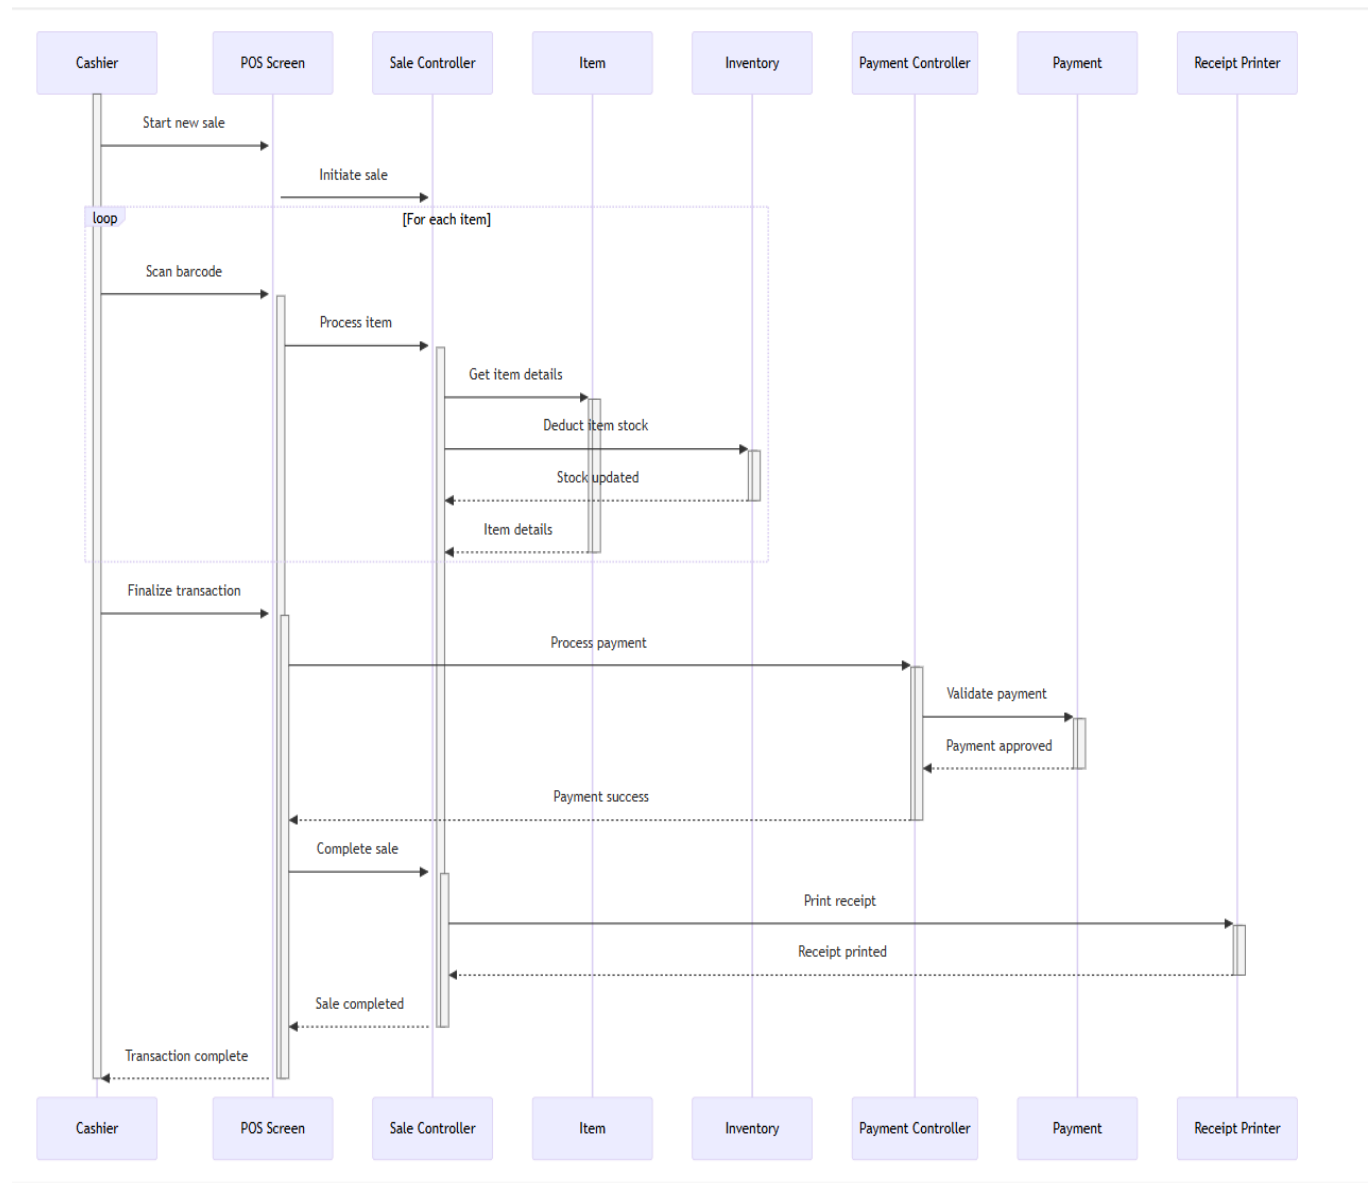 Cashier
POS Screen
Sale Controller
Item
Inventory
Payment Controller
Payment
Receipt Printer
Start new sale
Initiate sale
loop
[For each item]
Scan barcode
Process item
Get item details
Deduct item stock
Stock updated
Item details
Finalize transaction
Process payment
Validate payment
Payment approved
Payment success
Complete sale
Print receipt
Receipt printed
Sale completed
Transaction complete
Cashier
POS Screen
Sale Controller
Item
Inventory
Payment Controller
Payment
Receipt Printer